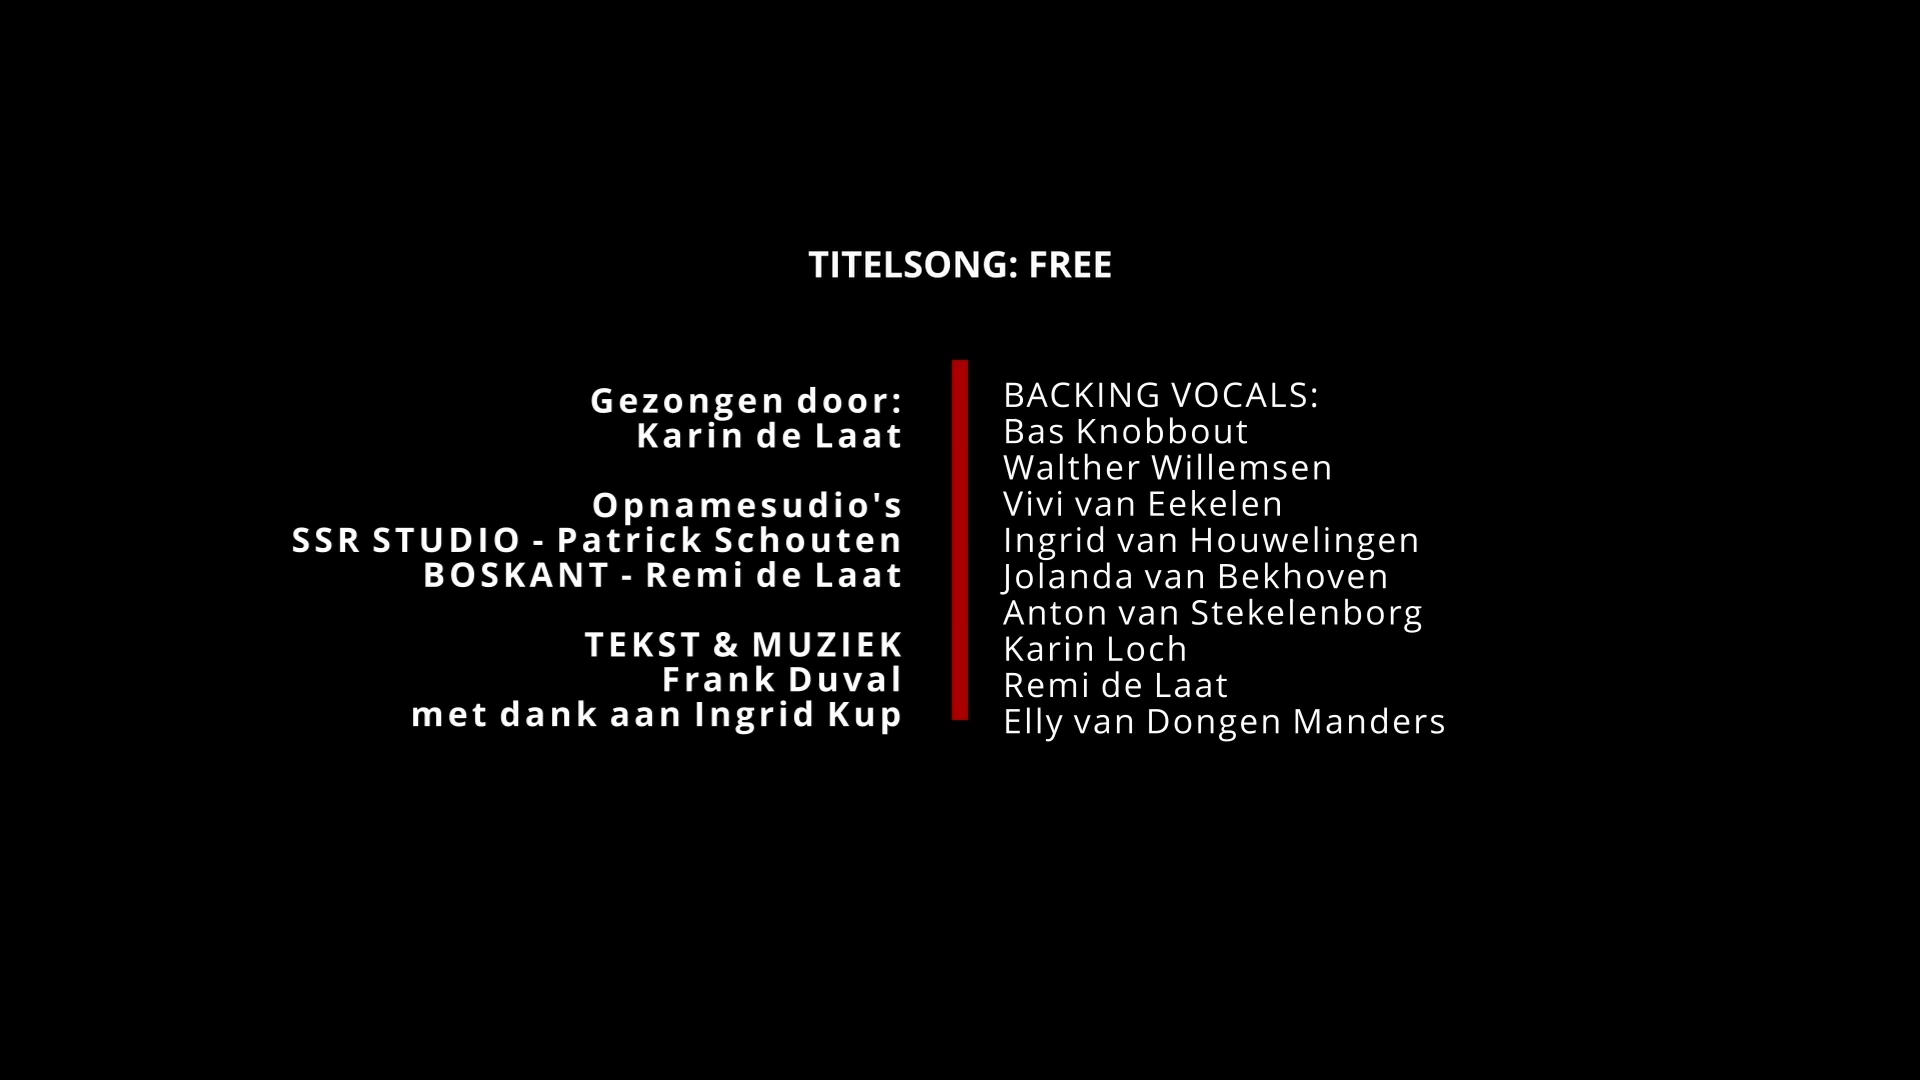 TITELSONG: FREE
Gezongen door:
Karin de Laat
Opnamesudio's
SSR STUDIO - Patrick Schouten
BOSKANT - Remi de Laat
TEKST & MUZIEK
Frank Duval
met dank aan Ingrid Kup
BACKING VOCALS:
Bas Knobbout
Walther Willemsen
Vivi van Eekelen
Ingrid van Houwelingen
Jolanda van Bekhoven
Anton van Stekelenborg
Karin Loch
Remi de Laat
Elly van Dongen Manders